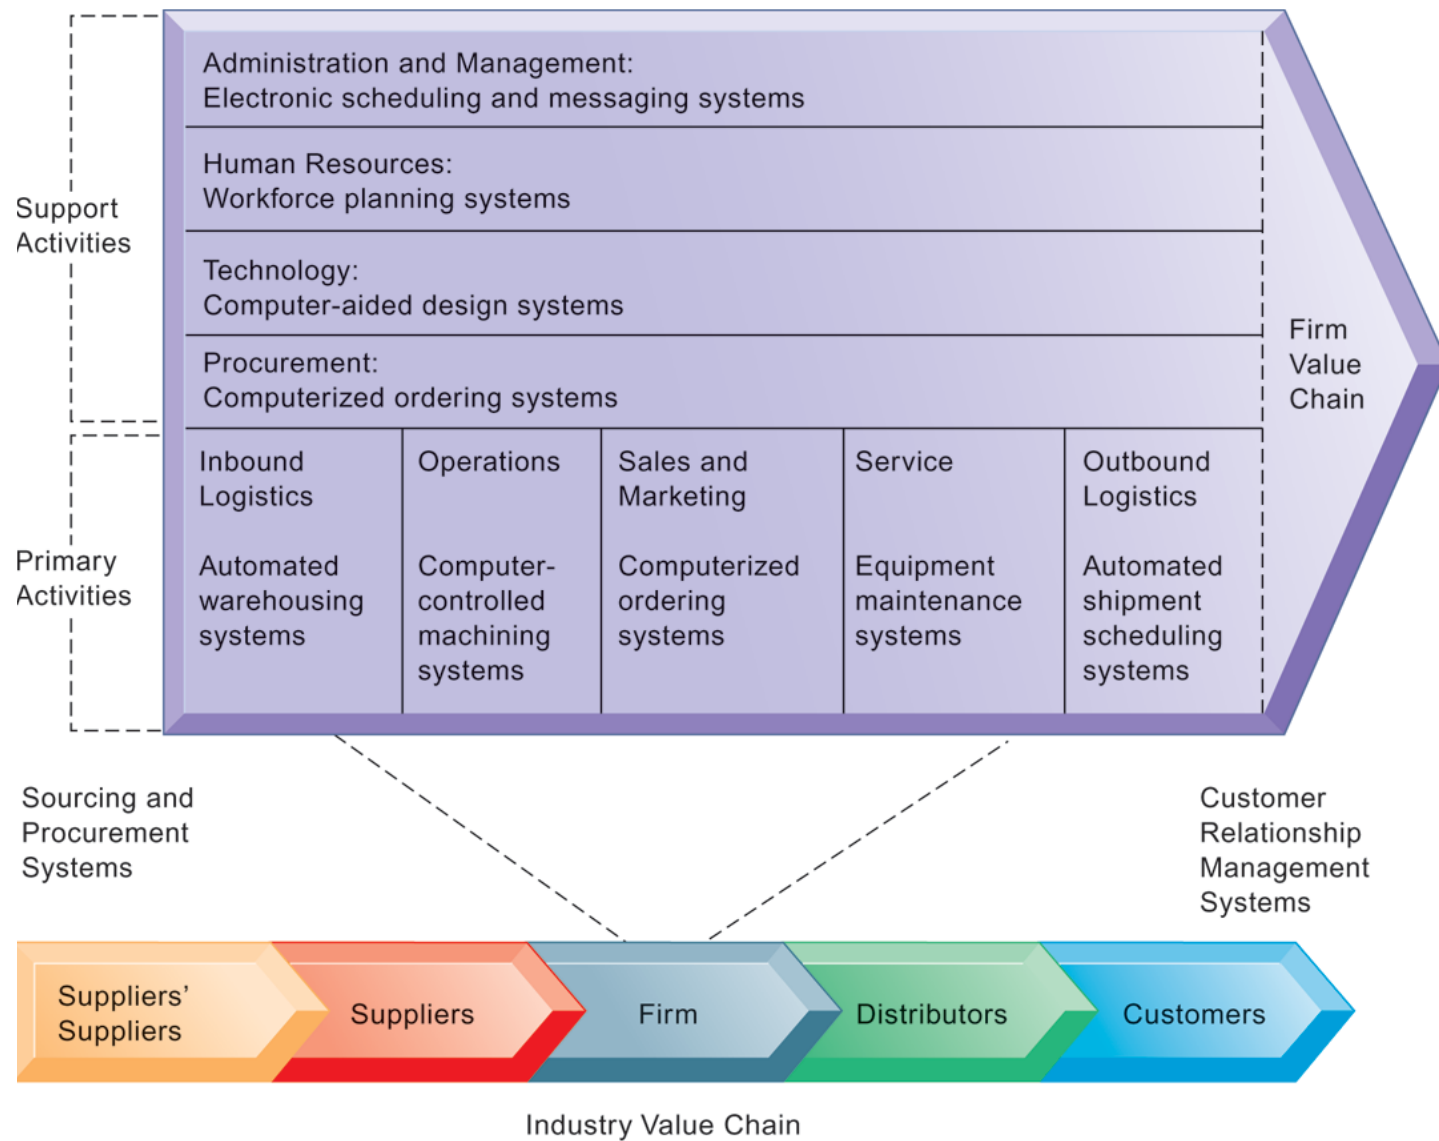 Administration and Management:
Electronic scheduling and messaging systems
Human Resources:
Workforce planning systems
Support
Activities
Technology:
Computer-aided design systems
Procurement:
Computerized ordering systems
Firm
Value
Chain
Primary
Activities
Inbound
Logistics
Automated
warehousing
systems
Operations
Computer-
controlled
machining
systems
Sales and
Marketing
Computerized
ordering
systems
Service
Equipment
maintenance
systems
Outbound
Logistics
Automated
shipment
scheduling
systems
Sourcing and
Procurement
Systems
Customer
Relationship
Management
Systems
Suppliers’
Suppliers
Suppliers
Firm
Distributors
Customers
Industry Value Chain